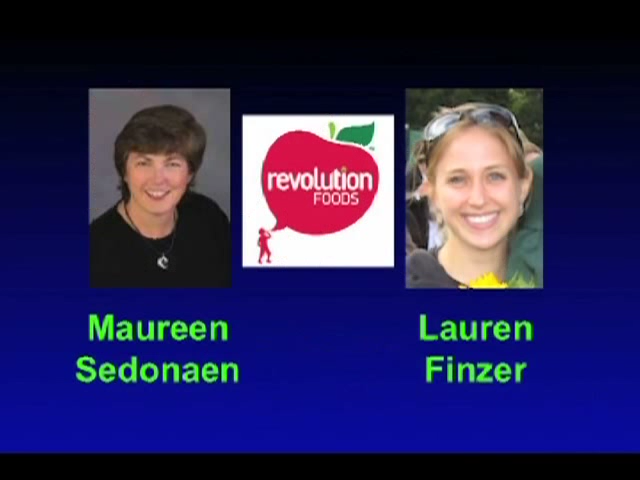 revolution
FOODS
Maureen
Sedonaen
Lauren
Finzer